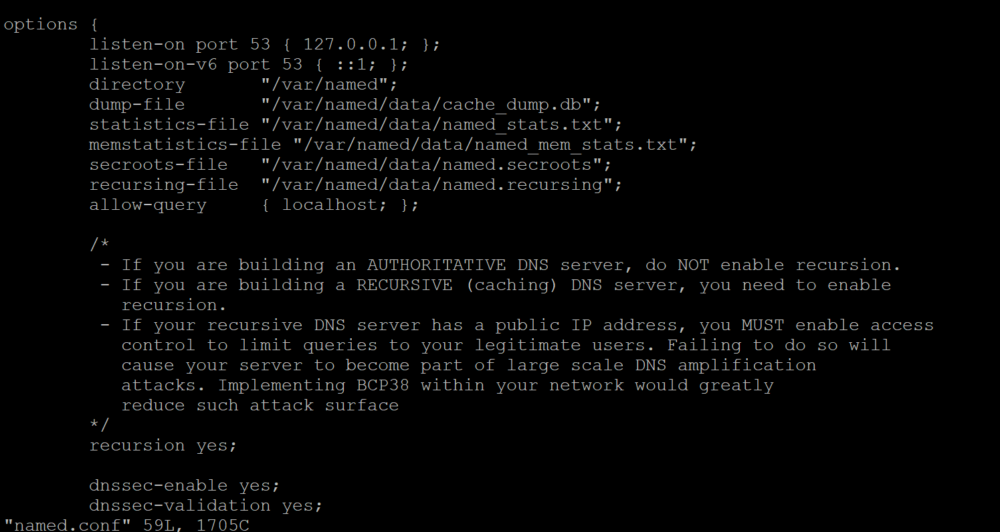 options {
        listen-on port 53 { 127.0.0.1; };
        listen-on-v6 port 53 { ::1; };
        directory       "/var/named";
        dump-file       "/var/named/data/cache_dump.db";
        statistics-file "/var/named/data/named_stats.txt";
        memstatistics-file "/var/named/data/named_mem_stats.txt";
        secroots-file   "/var/named/data/named.secroots";
        recursing-file  "/var/named/data/named.recursing";
        allow-query     { localhost; };

        /*
         - If you are building an AUTHORITATIVE DNS server, do NOT enable recursion.
         - If you are building a RECURSIVE (caching) DNS server, you need to enable
           recursion.
         - If your recursive DNS server has a public IP address, you MUST enable access
           control to limit queries to your legitimate users. Failing to do so will
           cause your server to become part of large scale DNS amplification
           attacks. Implementing BCP38 within your network would greatly
           reduce such attack surface
        */
        recursion yes;

        dnssec-enable yes;
        dnssec-validation yes;
"named.conf" 59L, 1705C